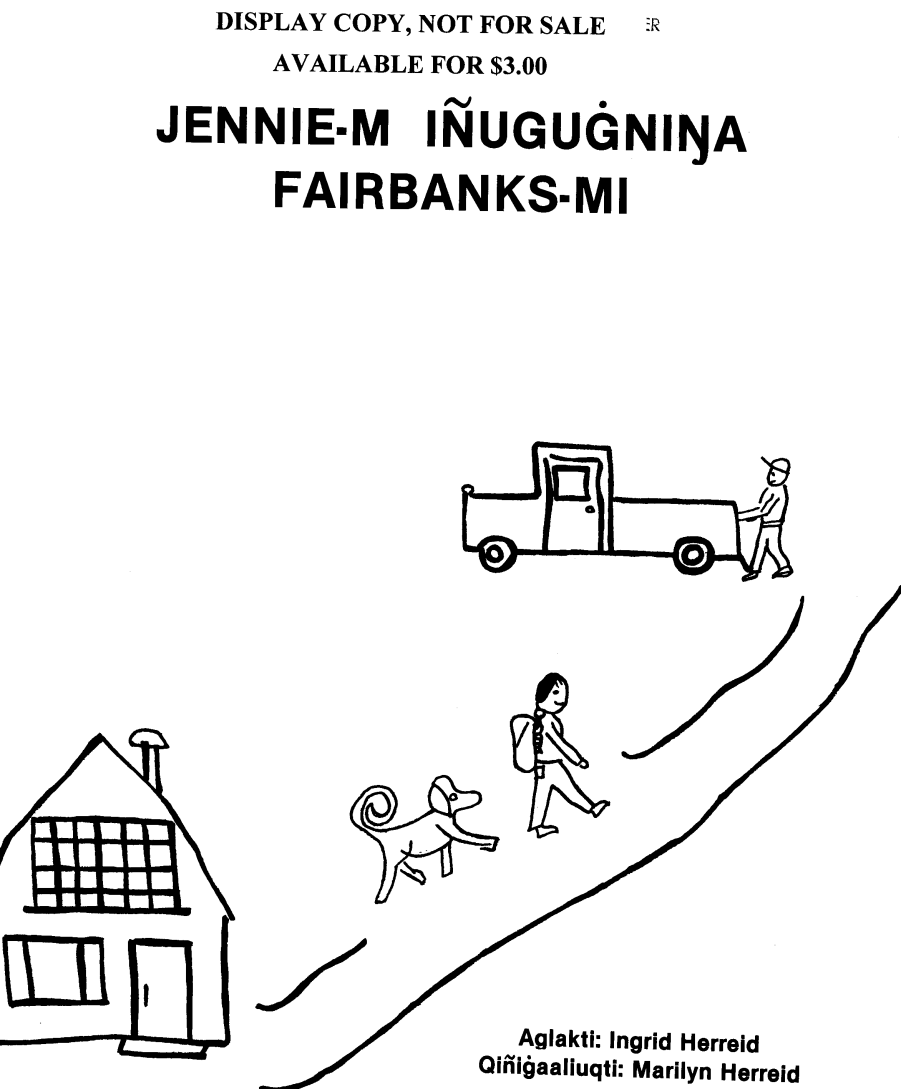 DISPLAY COPY, NOT FOR SALE ER
AVAILABLE FOR $3.00
JENNIE-M IÑUGUĠNIŊA
FAIRBANKS-MI
Aglakti: Ingrid Herreid
Qiñiġaaliuqti: Marilyn Herreid